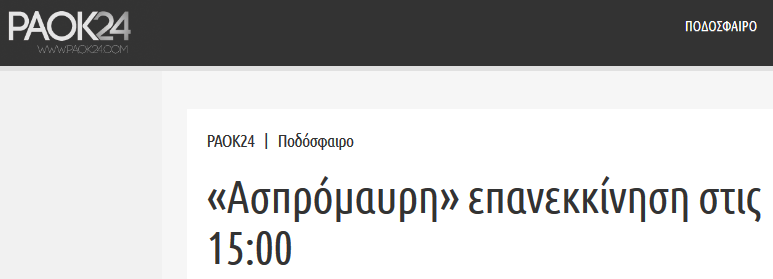 PAOK24
WWW.PAOK24.COM
ΠΟΔΟΣΦΑΙΡΟ
PAOK24 | Ποδόσφαιρο
«Ασπρόμαυρη» επανεκκίνηση στις
15:00